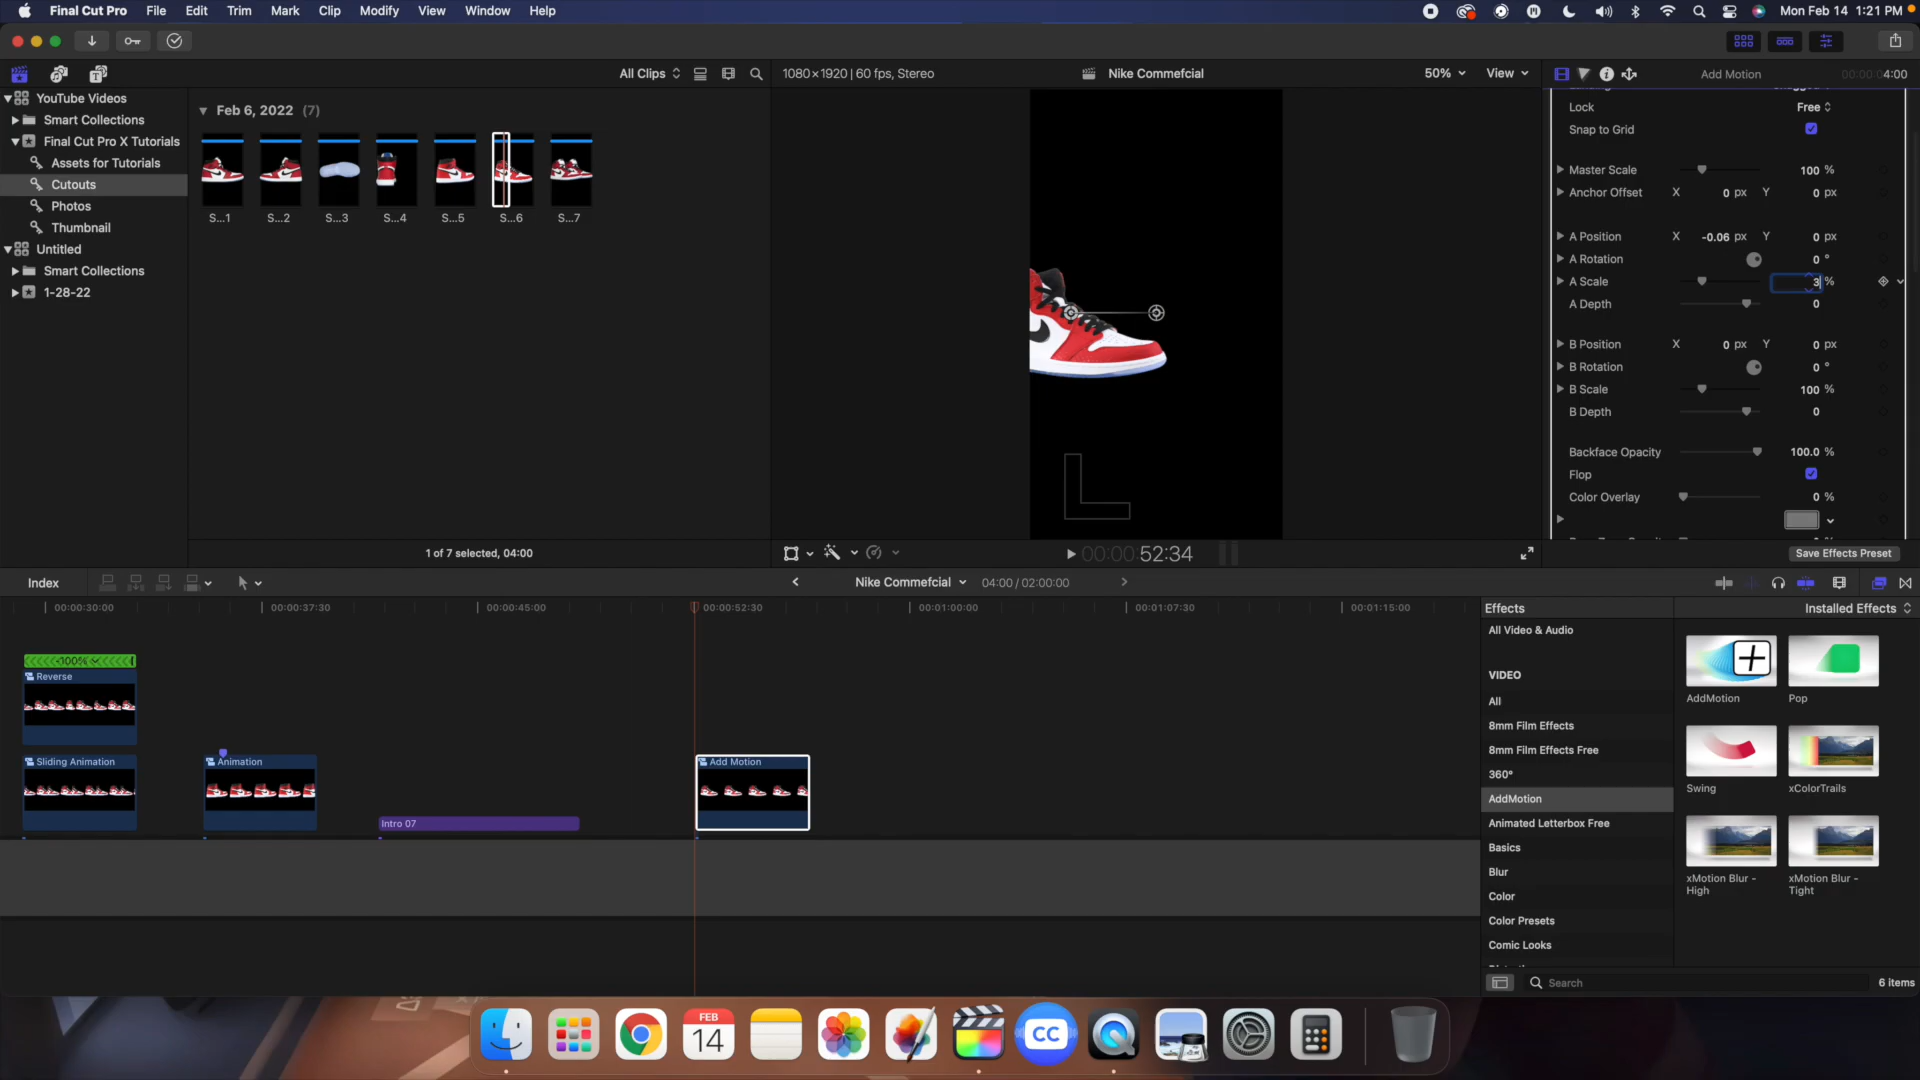 Final Cut Pro File Edit Trim Mark Clip Modify View Window Help
Mon Feb 14 1:21 PM
All Clips
1080×1920 | 60 fps, Stereo
Nike Commefcial
50%
View
Add Motion
00:00:04:00
YouTube Videos
Smart Collections
Final Cut Pro X Tutorials
Assets for Tutorials
Cutouts
Photos
Thumbnail
Untitled
Smart Collections
1-28-22
Feb 6, 2022 (7)
S...1 S...2 S...3 S...4 S...5 S...6 S...7
1 of 7 selected, 04:00
00:00 52:34
Lock Free
Snap to Grid
Master Scale 100 %
Anchor Offset X 0 px Y 0 px
A Position X -0.06 px Y 0 px
A Rotation 0 °
A Scale 3 %
A Depth 0
B Position X 0 px Y 0 px
B Rotation 0 °
B Scale 100 %
B Depth 0
Backface Opacity 100.0 %
Flop
Color Overlay 0 %
Save Effects Preset
Index
Nike Commefcial
04:00 / 02:00:00
00:00:30:00 00:00:37:30 00:00:45:00 00:00:52:30 00:01:00:00 00:01:07:30 00:01:15:00
-100%
Reverse
Sliding Animation
Animation
Intro 07
Add Motion
Effects
Installed Effects
All Video & Audio
VIDEO
All
8mm Film Effects
8mm Film Effects Free
360°
AddMotion
Animated Letterbox Free
Basics
Blur
Color
Color Presets
Comic Looks
AddMotion
Pop
Swing
xColorTrails
xMotion Blur -
High
xMotion Blur -
Tight
Search
6 items
FEB
14
CC